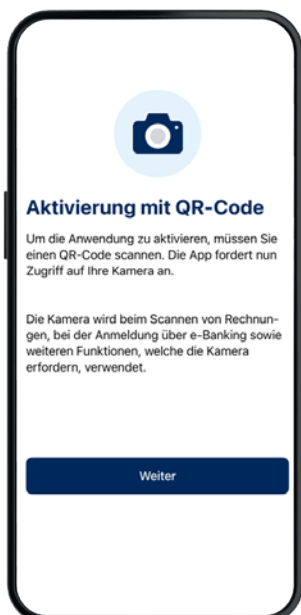 Aktivierung mit QR-Code
Um die Anwendung zu aktivieren, müssen Sie
einen QR-Code scannen. Die App fordert nun
Zugriff auf Ihre Kamera an.
Die Kamera wird beim Scannen von Rechnun-
gen, bei der Anmeldung über e-Banking sowie
weiteren Funktionen, welche die Kamera
erfordern, verwendet.
Weiter